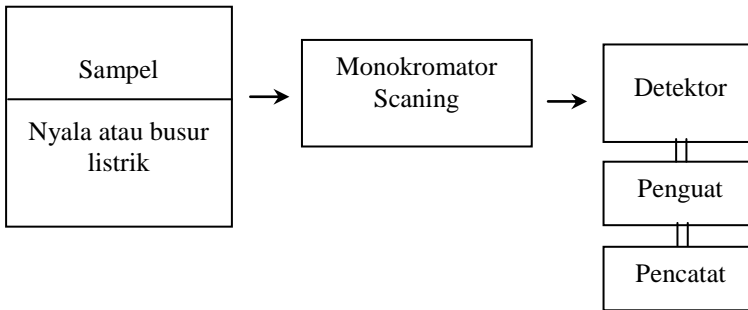 Sampel
Nyala atau busur
listrik
Monokromator
Scaning
Detektor
Penguat
Pencatat